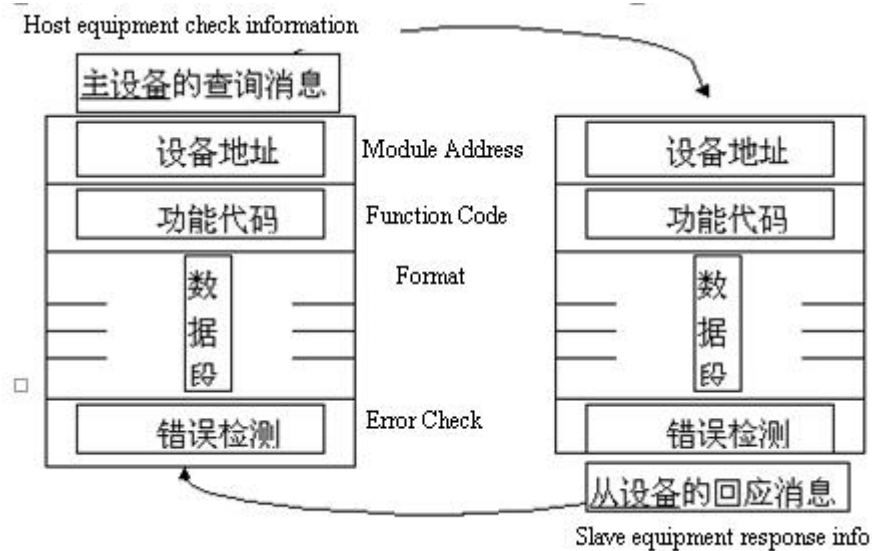 Host equipment check information
主设备的查询消息
设备地址
Module Address
设备地址
功能代码
Function Code
功能代码
数
据
段
Format
数
据
段
错误检测
Error Check
错误检测
从设备的回应消息
Slave equipment response info